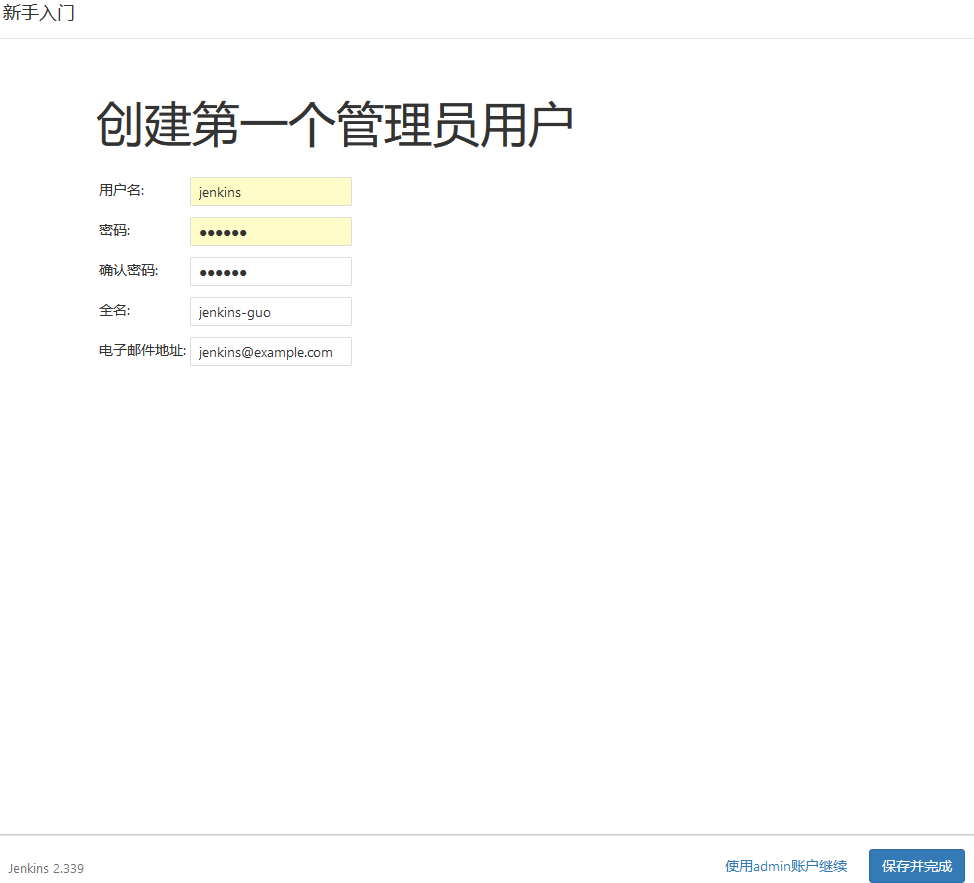 新手入门
创建第一个管理员用户
用户名: jenkins
密码: ●●●●●●
确认密码: ●●●●●●
全名: jenkins-guo
电子邮件地址: jenkins@example.com
Jenkins 2.339 使用admin账户继续 保存并完成